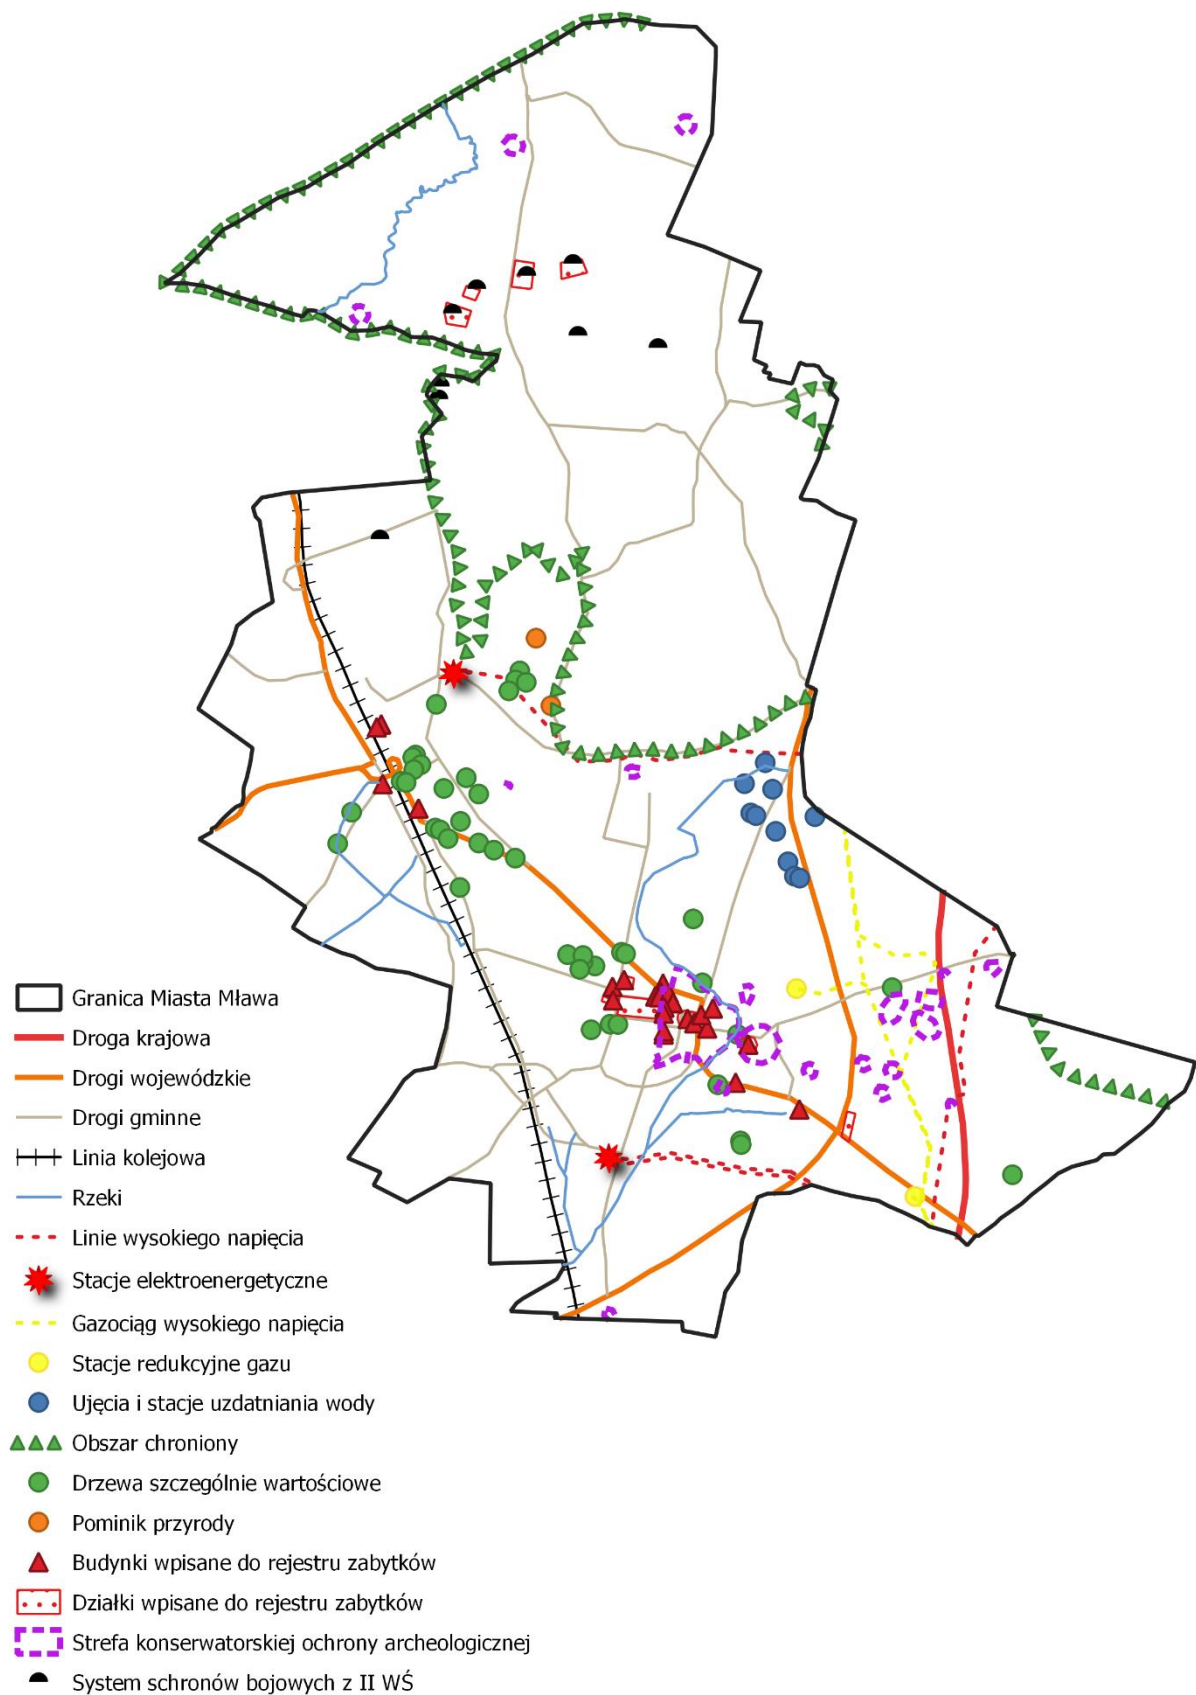 Granica Miasta Mława
Droga krajowa
Drogi wojewódzkie
Drogi gminne
Linia kolejowa
Rzeki
Linie wysokiego napięcia
Stacje elektroenergetyczne
Gazociąg wysokiego napięcia
Stacje redukcyjne gazu
Ujęcia i stacje uzdatniania wody
Obszar chroniony
Drzewa szczególnie wartościowe
Pominik przyrody
Budynki wpisane do rejestru zabytków
Działki wpisane do rejestru zabytków
Strefa konserwatorskiej ochrony archeologicznej
System schronów bojowych z II WŚ